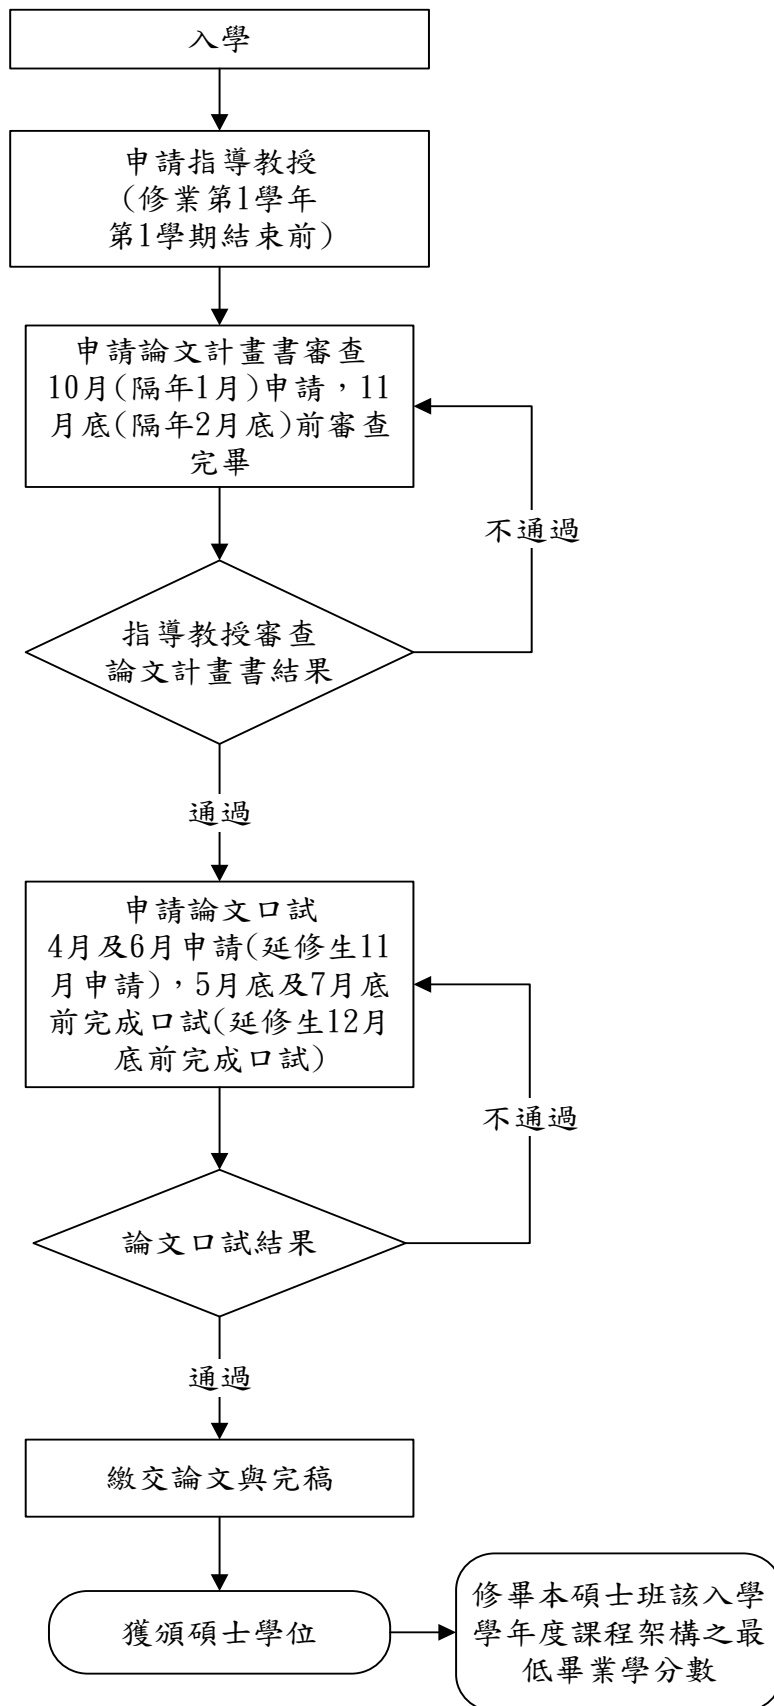 入學
申請指導教授
(修業第1學年
第1學期結束前)
申請論文計畫書審查
10月(隔年1月)申請，11
月底(隔年2月底)前審查
完畢
不通過
指導教授審查
論文計畫書結果
通過
申請論文口試
4月及6月申請(延修生11
月申請)，5月底及7月底
前完成口試(延修生12月
底前完成口試)
不通過
論文口試結果
通過
繳交論文與完稿
獲頒碩士學位
修畢本碩士班該入學
學年度課程架構之最
低畢業學分數